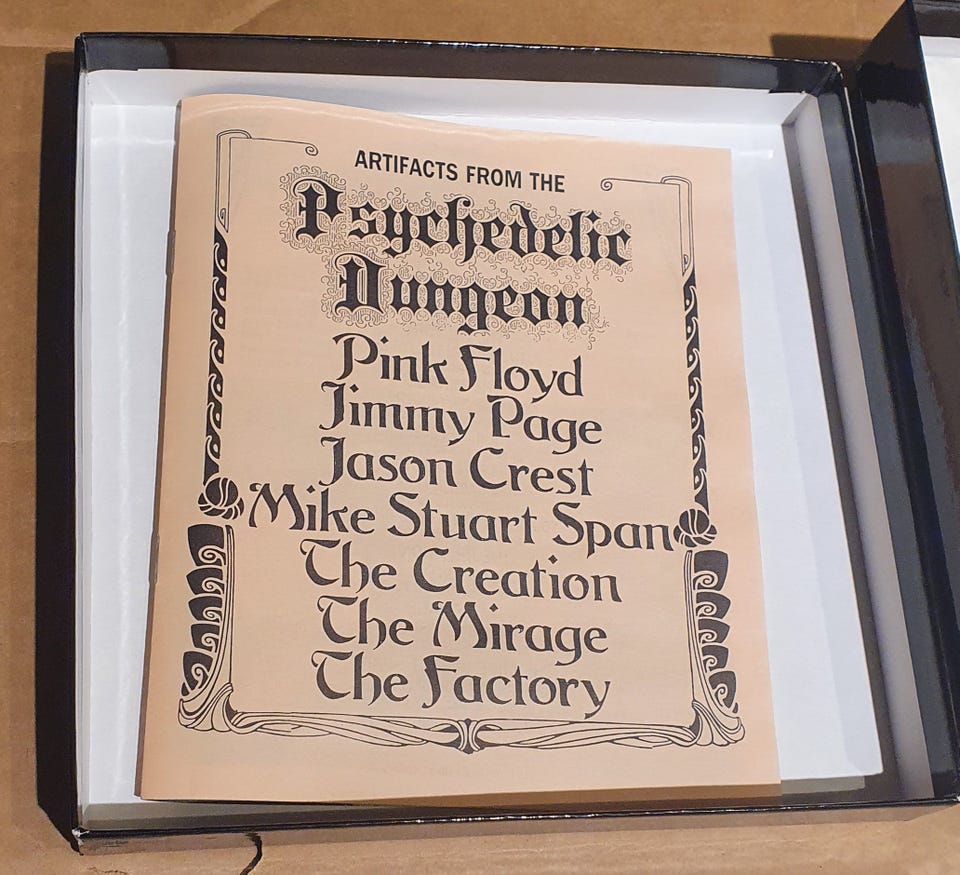 ARTIFACTS FROM THE
Psychedelic
Dungeon
Pink Floyd
Jimmy Page
Jason Crest
Mike Stuart Span
The Creation
The Mirage
The Factory